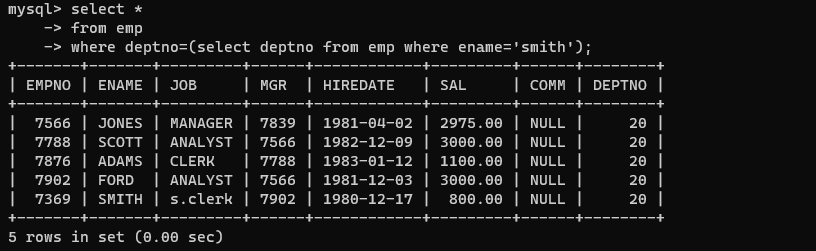 mysql> select *
    -> from emp
    -> where deptno=(select deptno from emp where ename='smith');
+-------+-------+---------+------+------------+---------+------+--------+
| EMPNO | ENAME | JOB     | MGR  | HIREDATE   | SAL     | COMM | DEPTNO |
+-------+-------+---------+------+------------+---------+------+--------+
|  7566 | JONES | MANAGER | 7839 | 1981-04-02 | 2975.00 | NULL |     20 |
|  7788 | SCOTT | ANALYST | 7566 | 1982-12-09 | 3000.00 | NULL |     20 |
|  7876 | ADAMS | CLERK   | 7788 | 1983-01-12 | 1100.00 | NULL |     20 |
|  7902 | FORD  | ANALYST | 7566 | 1981-12-03 | 3000.00 | NULL |     20 |
|  7369 | SMITH | s.clerk | 7902 | 1980-12-17 |  800.00 | NULL |     20 |
+-------+-------+---------+------+------------+---------+------+--------+
5 rows in set (0.00 sec)